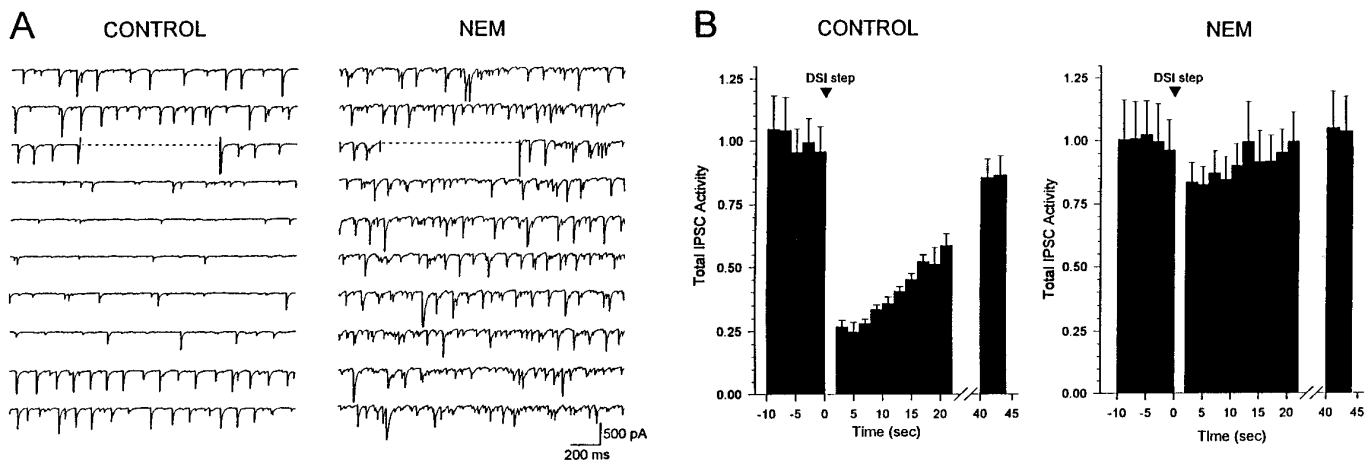 A
CONTROL
NEM
500 pA
200 ms
B
CONTROL
NEM
Total IPSC Activity
1.25
1.00
0.75
0.50
0.25
0.00
DSI step
-10 -5 0 5 10 15 20 40 45
Time (sec)
Total IPSC Activity
1.25
1.00
0.75
0.50
0.25
0.00
DSI step
-10 -5 0 5 10 15 20 40 45
Time (sec)